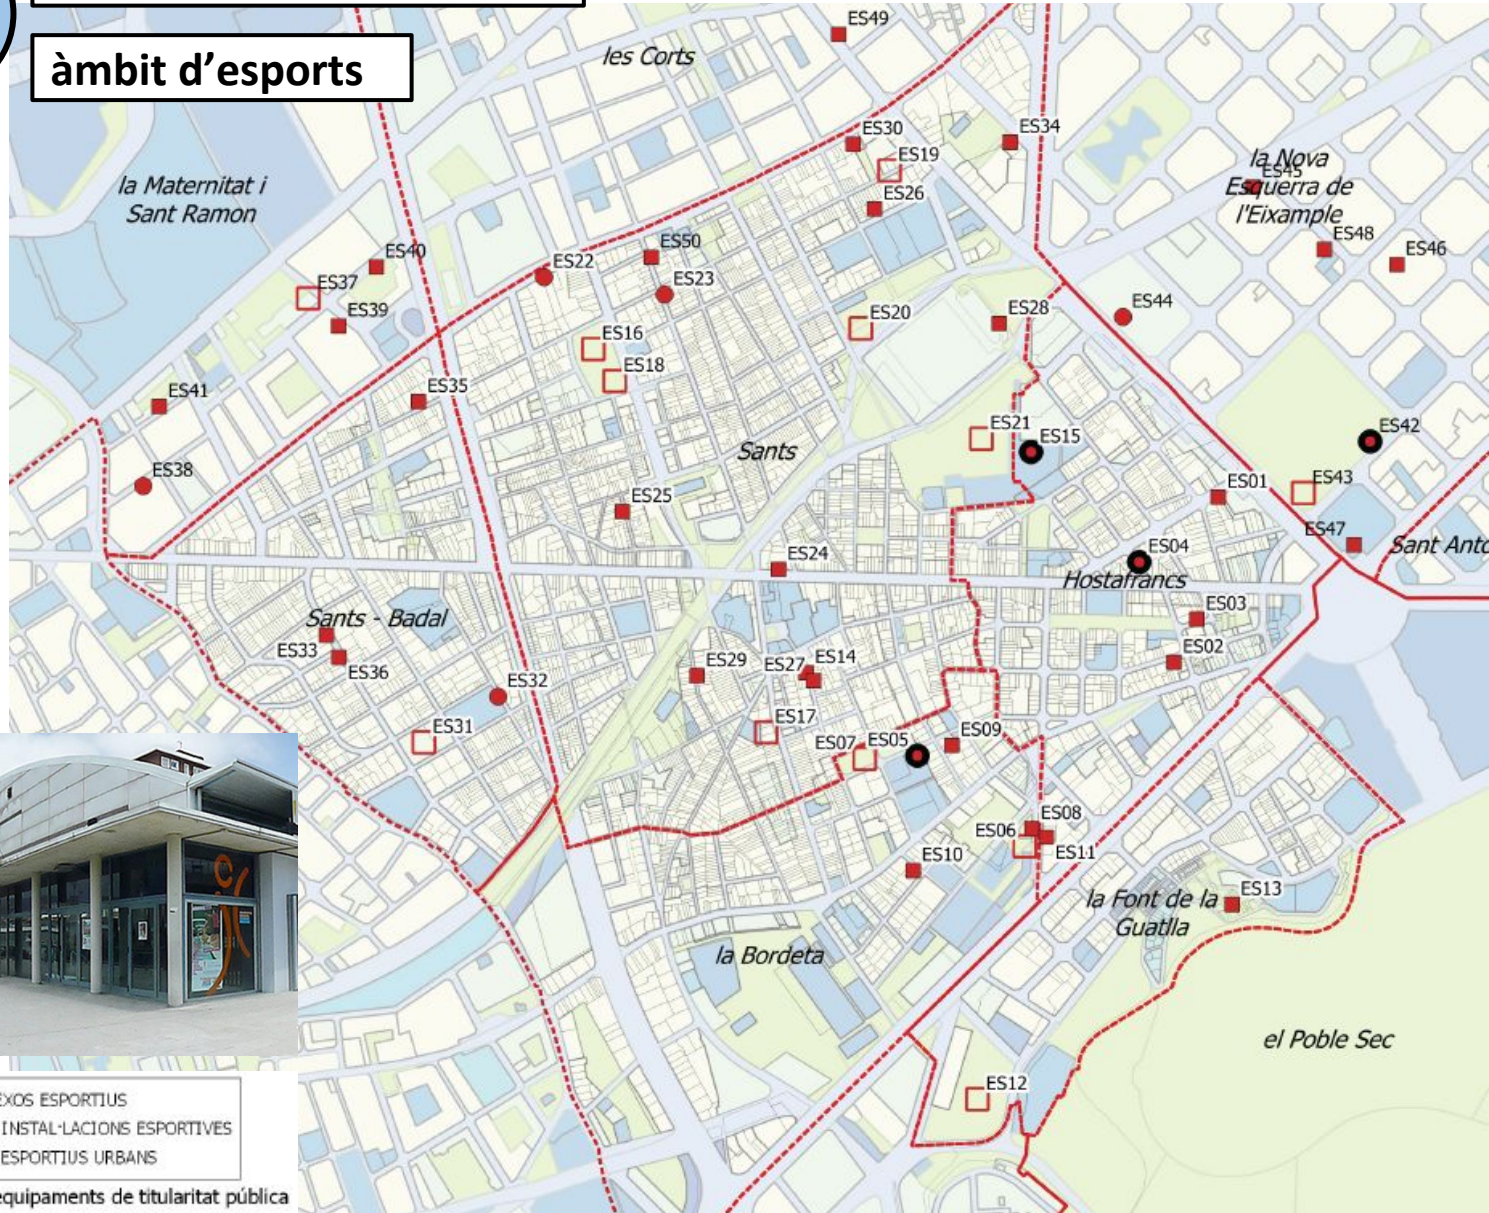 àmbit d’esports
ES49
les Corts
ES30
ES34
ES19
la Nova
ES45
Esquerra de
l'Eixample
la Maternitat i
Sant Ramon
ES26
ES48
ES46
ES40
ES50
ES22
ES37
ES23
ES44
ES39
ES20
ES28
ES16
ES18
ES35
ES41
ES21
ES15
ES42
Sants
ES38
ES43
ES01
ES25
ES47
Sant Anto
ES04
ES24
Hostafrancs
Sants - Badal
ES03
ES33
ES36
ES29
ES27
ES14
ES02
ES32
ES17
ES31
ES07
ES05
ES09
ES08
ES06
ES11
ES10
la Font de la
Guatlla
ES13
la Bordeta
el Poble Sec
ES12
EXOS ESPORTIUS
INSTAL·LACIONS ESPORTIVES
ESPORTIUS URBANS
equipaments de titularitat pública